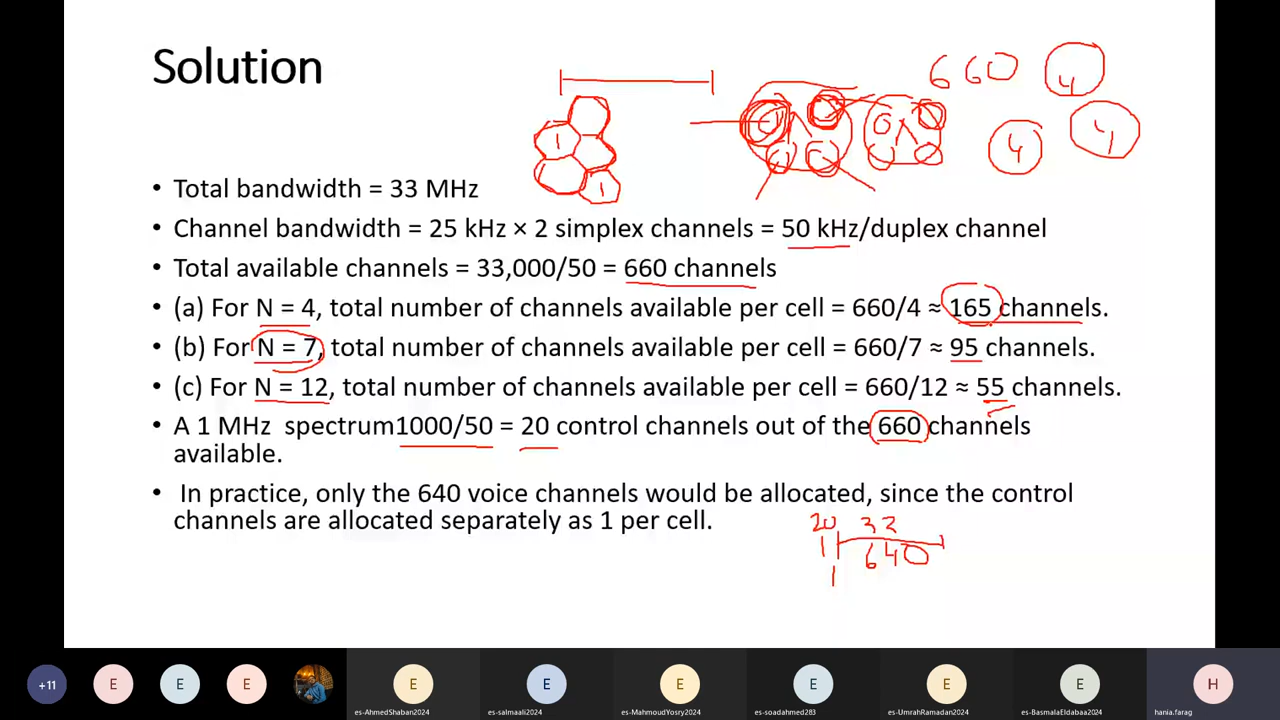 Solution
660
4
4
4
1
1
• Total bandwidth = 33 MHz
• Channel bandwidth = 25 kHz × 2 simplex channels = 50 kHz/duplex channel
• Total available channels = 33,000/50 = 660 channels
• (a) For N = 4, total number of channels available per cell = 660/4 ≈ 165 channels.
• (b) For N = 7, total number of channels available per cell = 660/7 ≈ 95 channels.
• (c) For N = 12, total number of channels available per cell = 660/12 ≈ 55 channels.
• A 1 MHz spectrum1000/50 = 20 control channels out of the 660 channels
available.
• In practice, only the 640 voice channels would be allocated, since the control
channels are allocated separately as 1 per cell.
20 32
1 640
1
+11 E E E E E E E E E H
es-AhmedShaban2024 es-salmaali2024 es-MahmoudYosry2024 es-soadahmed283 es-UmrahRamadan2024 es-BasmalaEldabaa2024 hania.farag